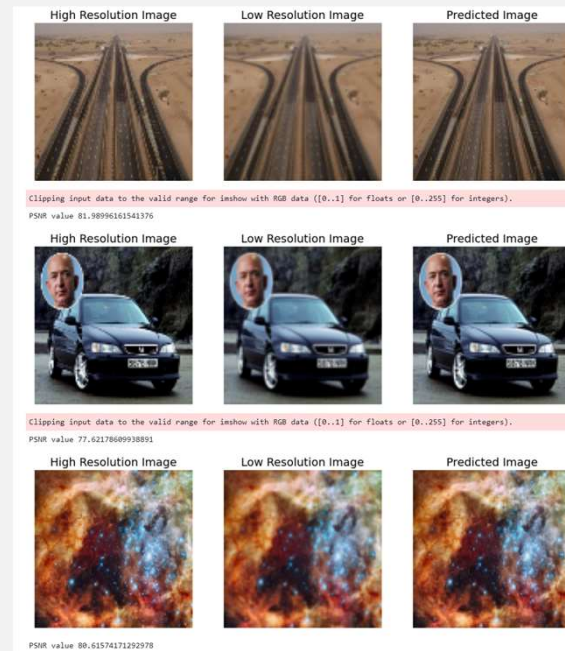 High Resolution Image Low Resolution Image Predicted Image
Clipping input data to the valid range for imshow with RGB data ([0..1] for floats or [0..255] for integers).
PSNR value 81.98996161541376
High Resolution Image Low Resolution Image Predicted Image
Clipping input data to the valid range for imshow with RGB data ([0..1] for floats or [0..255] for integers).
PSNR value 77.62178609938891
High Resolution Image Low Resolution Image Predicted Image
PSNR value 80.61574171292978